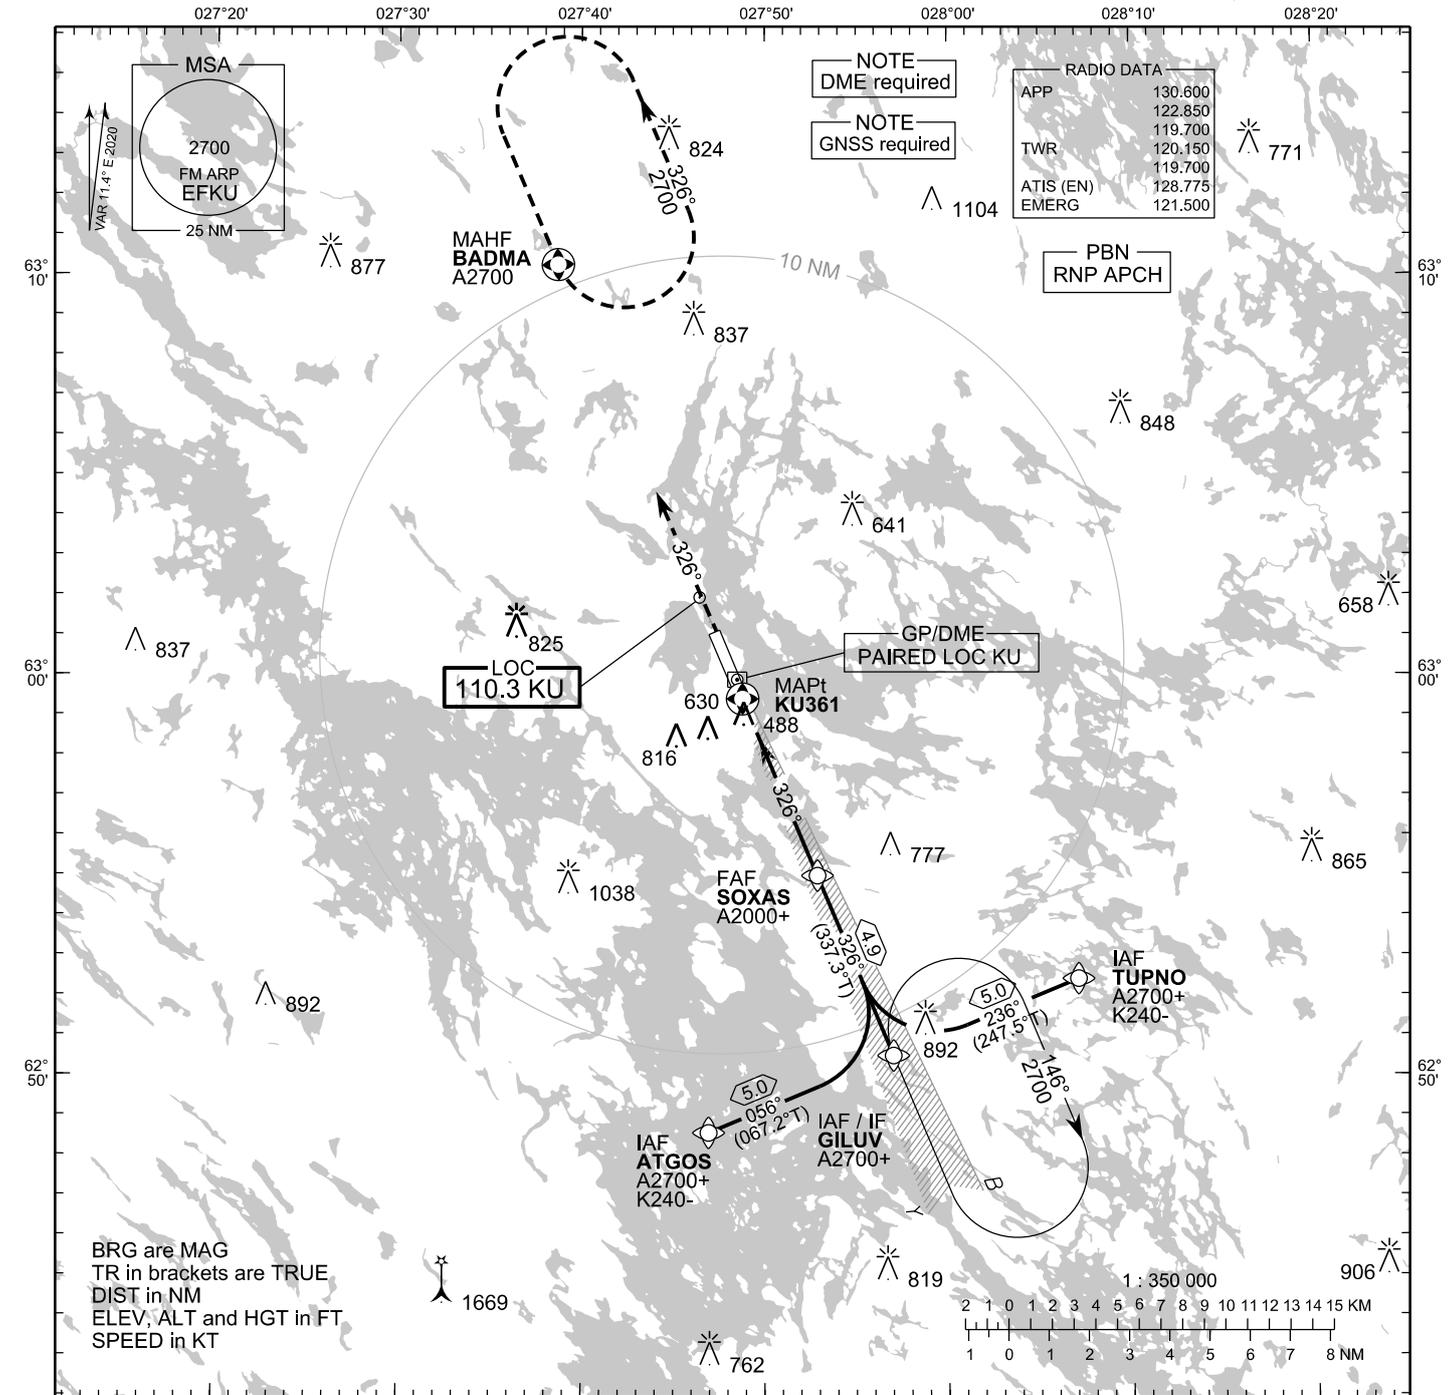 027°20'
027°30'
027°40'
027°50'
028°00'
028°10'
028°20'
MSA
2700
FM ARP
EFKU
25 NM
VAR 11.4° E 2020
NOTE
DME required
NOTE
GNSS required
RADIO DATA
APP 130.600
122.850
119.700
TWR 120.150
119.700
ATIS (EN) 128.775
EMERG 121.500
PBN
RNP APCH
824
771
1104
326°
2700
877
MAHF
BADMA
A2700
10 NM
63°
10'
63°
10'
837
848
641
326°
658
825
837
LOC
110.3 KU
GP/DME
PAIRED LOC KU
63°
00'
63°
00'
MAPt
KU361
630
488
816
326°
777
865
1038
FAF
SOXAS
A2000+
4.9
326°
(337.3°T)
IAF
TUPNO
A2700+
K240-
5.0
236°
(247.5°T)
892
892
146°
2700
62°
50'
62°
50'
5.0
056°
(067.2°T)
IAF / IF
GILUV
A2700+
IAF
ATGOS
A2700+
K240-
B
Y
BRG are MAG
TR in brackets are TRUE
DIST in NM
ELEV, ALT and HGT in FT
SPEED in KT
1669
819
762
906
1 : 350 000
2 1 0 1 2 3 4 5 6 7 8 9 10 11 12 13 14 15 KM
1 0 1 2 3 4 5 6 7 8 NM